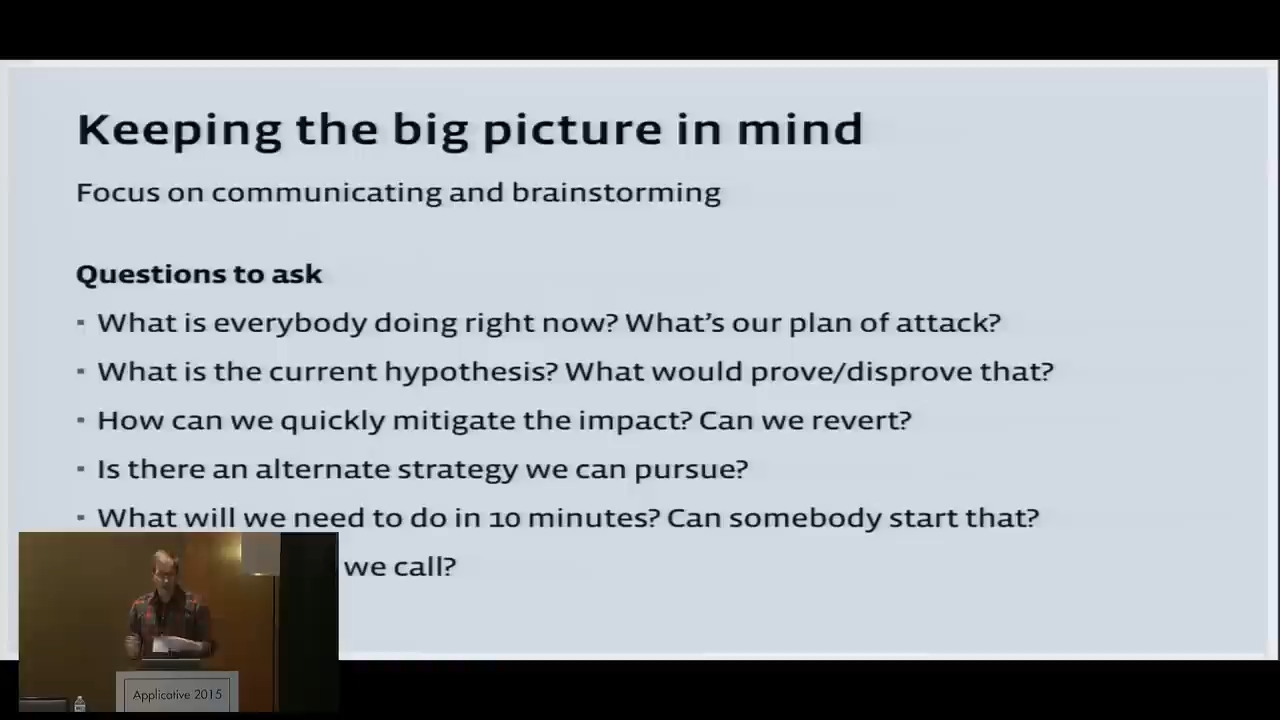 Keeping the big picture in mind
Focus on communicating and brainstorming
Questions to ask
▪ What is everybody doing right now? What's our plan of attack?
▪ What is the current hypothesis? What would prove/disprove that?
▪ How can we quickly mitigate the impact? Can we revert?
▪ Is there an alternate strategy we can pursue?
▪ What will we need to do in 10 minutes? Can somebody start that?
we call?
Applicative 2015